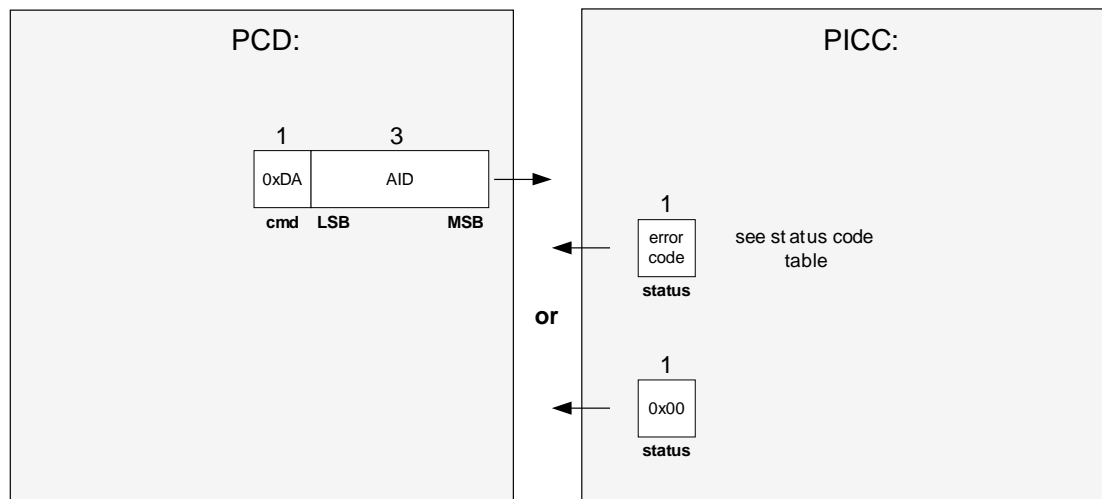 PCD:
PICC:
1 3
0xDA AID
cmd LSB MSB
1
error
code
status
see status code
table
or
1
0x00
status